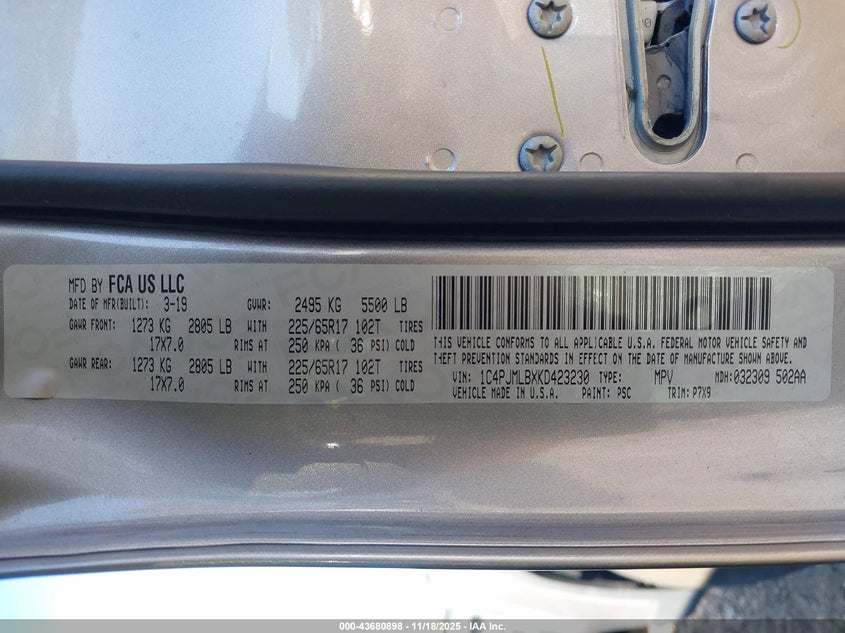 MFD BY FCA US LLC
DATE OF MFR(BUILT): 3-19 GVWR: 2495 KG 5500 LB
GAWR FRONT: 1273 KG 2805 LB WITH 225/65R17 102T TIRES
17X7.0 RIMS AT 250 KPA ( 36 PSI) COLD
GAWR REAR: 1273 KG 2805 LB WITH 225/65R17 102T TIRES
17X7.0 RIMS AT 250 KPA ( 36 PSI) COLD
THIS VEHICLE CONFORMS TO ALL APPLICABLE U.S.A. FEDERAL MOTOR VEHICLE SAFETY AND
THEFT PREVENTION STANDARDS IN EFFECT ON THE DATE OF MANUFACTURE SHOWN ABOVE.
VIN: 1C4PJMLBXKD423230 TYPE: MPV MDH: 032309 502AA
VEHICLE MADE IN U.S.A. PAINT: PSC TRIM: P7X9
000-43680898 - 11/18/2025 - IAA Inc.